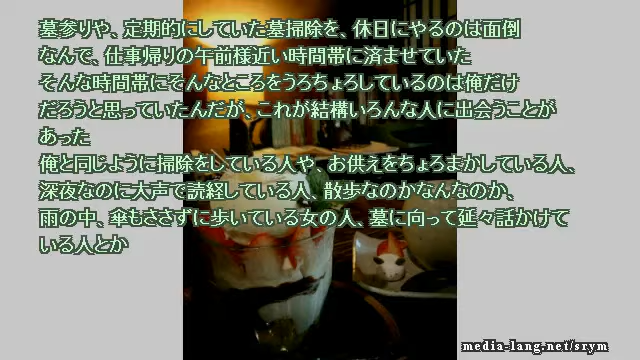 墓参りや、定期的にしていた墓掃除を、休日にやるのは面倒
なんで、仕事帰りの午前様近い時間帯に済ませていた
そんな時間帯にそんなところをうろちょろしているのは俺だけ
だろうと思っていたんだが、これが結構いろんな人に出会うことが
あった
俺と同じように掃除をしている人や　お供えをちょろまかしている人、
深夜なのに大声で読経している人、散歩なのかなんなのか、
雨の中、傘もささずに歩いている女の人、墓に向って延々話かけて
いる人とか
media-lang.net/srym